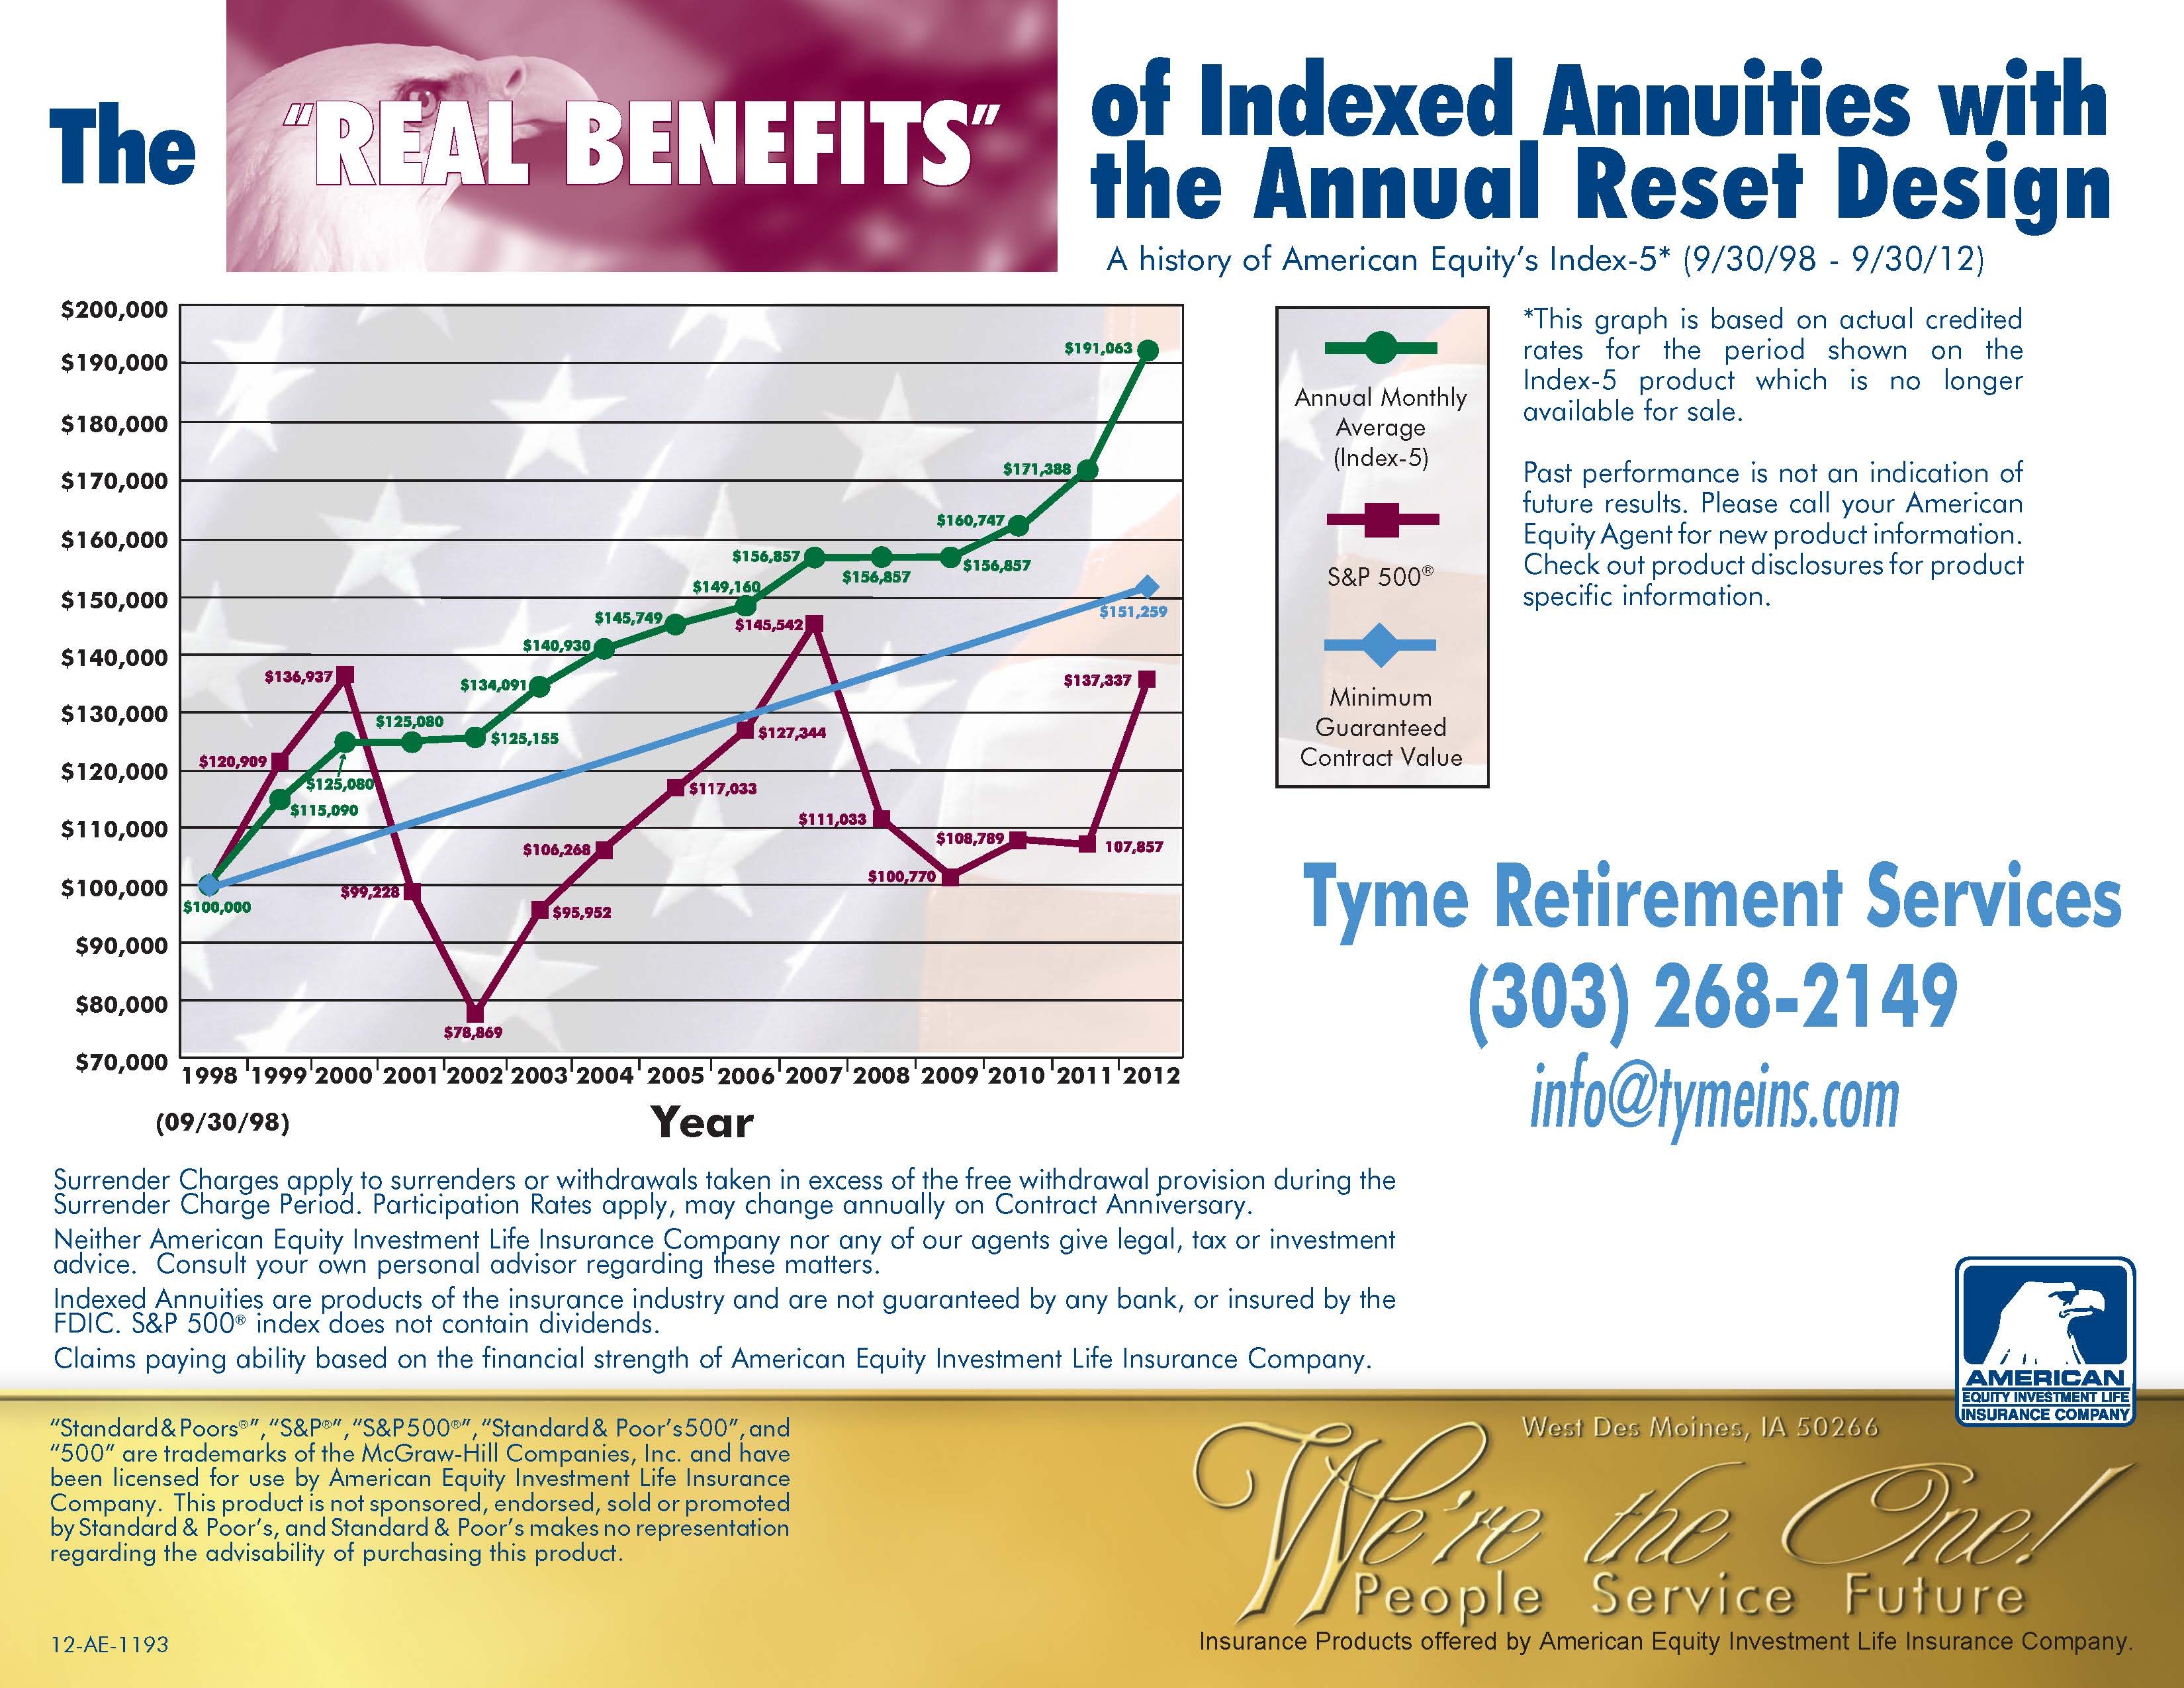 The "REAL BENEFITS" of Indexed Annuities with
the Annual Reset Design
A history of American Equity's Index-5* (9/30/98 - 9/30/12)
$200,000
$190,000
$180,000
$170,000
$160,000
$150,000
$140,000
$130,000
$120,000
$110,000
$100,000
$90,000
$80,000
$70,000
$191,063
$171,388
$160,747
$156,857
$156,857
$156,857
$149,160
$145,749
$145,542
$140,930
$151,259
$136,937
$134,091
$137,337
$125,080
$125,155
$127,344
$120,909
$125,080
$115,090
$117,033
$111,033
$108,789
107,857
$106,268
$100,770
$99,228
$100,000
$95,952
$78,869
1998 1999 2000 2001 2002 2003 2004 2005 2006 2007 2008 2009 2010 2011 2012
(09/30/98)
Year
Annual Monthly
Average
(Index-5)
S&P 500®
Minimum
Guaranteed
Contract Value
*This graph is based on actual credited
rates for the period shown on the
Index-5 product which is no longer
available for sale.
Past performance is not an indication of
future results. Please call your American
Equity Agent for new product information.
Check out product disclosures for product
specific information.
Tyme Retirement Services
(303) 268-2149
info@tymeins.com
Surrender Charges apply to surrenders or withdrawals taken in excess of the free withdrawal provision during the
Surrender Charge Period. Participation Rates apply, may change annually on Contract Anniversary.
Neither American Equity Investment Life Insurance Company nor any of our agents give legal, tax or investment
advice.  Consult your own personal advisor regarding these matters.
Indexed Annuities are products of the insurance industry and are not guaranteed by any bank, or insured by the
FDIC. S&P 500® index does not contain dividends.
Claims paying ability based on the financial strength of American Equity Investment Life Insurance Company.
AMERICAN
EQUITY INVESTMENT LIFE
INSURANCE COMPANY
"Standard & Poors®", "S&P®", "S&P 500®", "Standard & Poor's 500", and
"500" are trademarks of the McGraw-Hill Companies, Inc. and have
been licensed for use by American Equity Investment Life Insurance
Company. This product is not sponsored, endorsed, sold or promoted
by Standard & Poor's, and Standard & Poor's makes no representation
regarding the advisability of purchasing this product.
12-AE-1193
West Des Moines, IA 50266
We're the One!
People Service Future
Insurance Products offered by American Equity Investment Life Insurance Company.